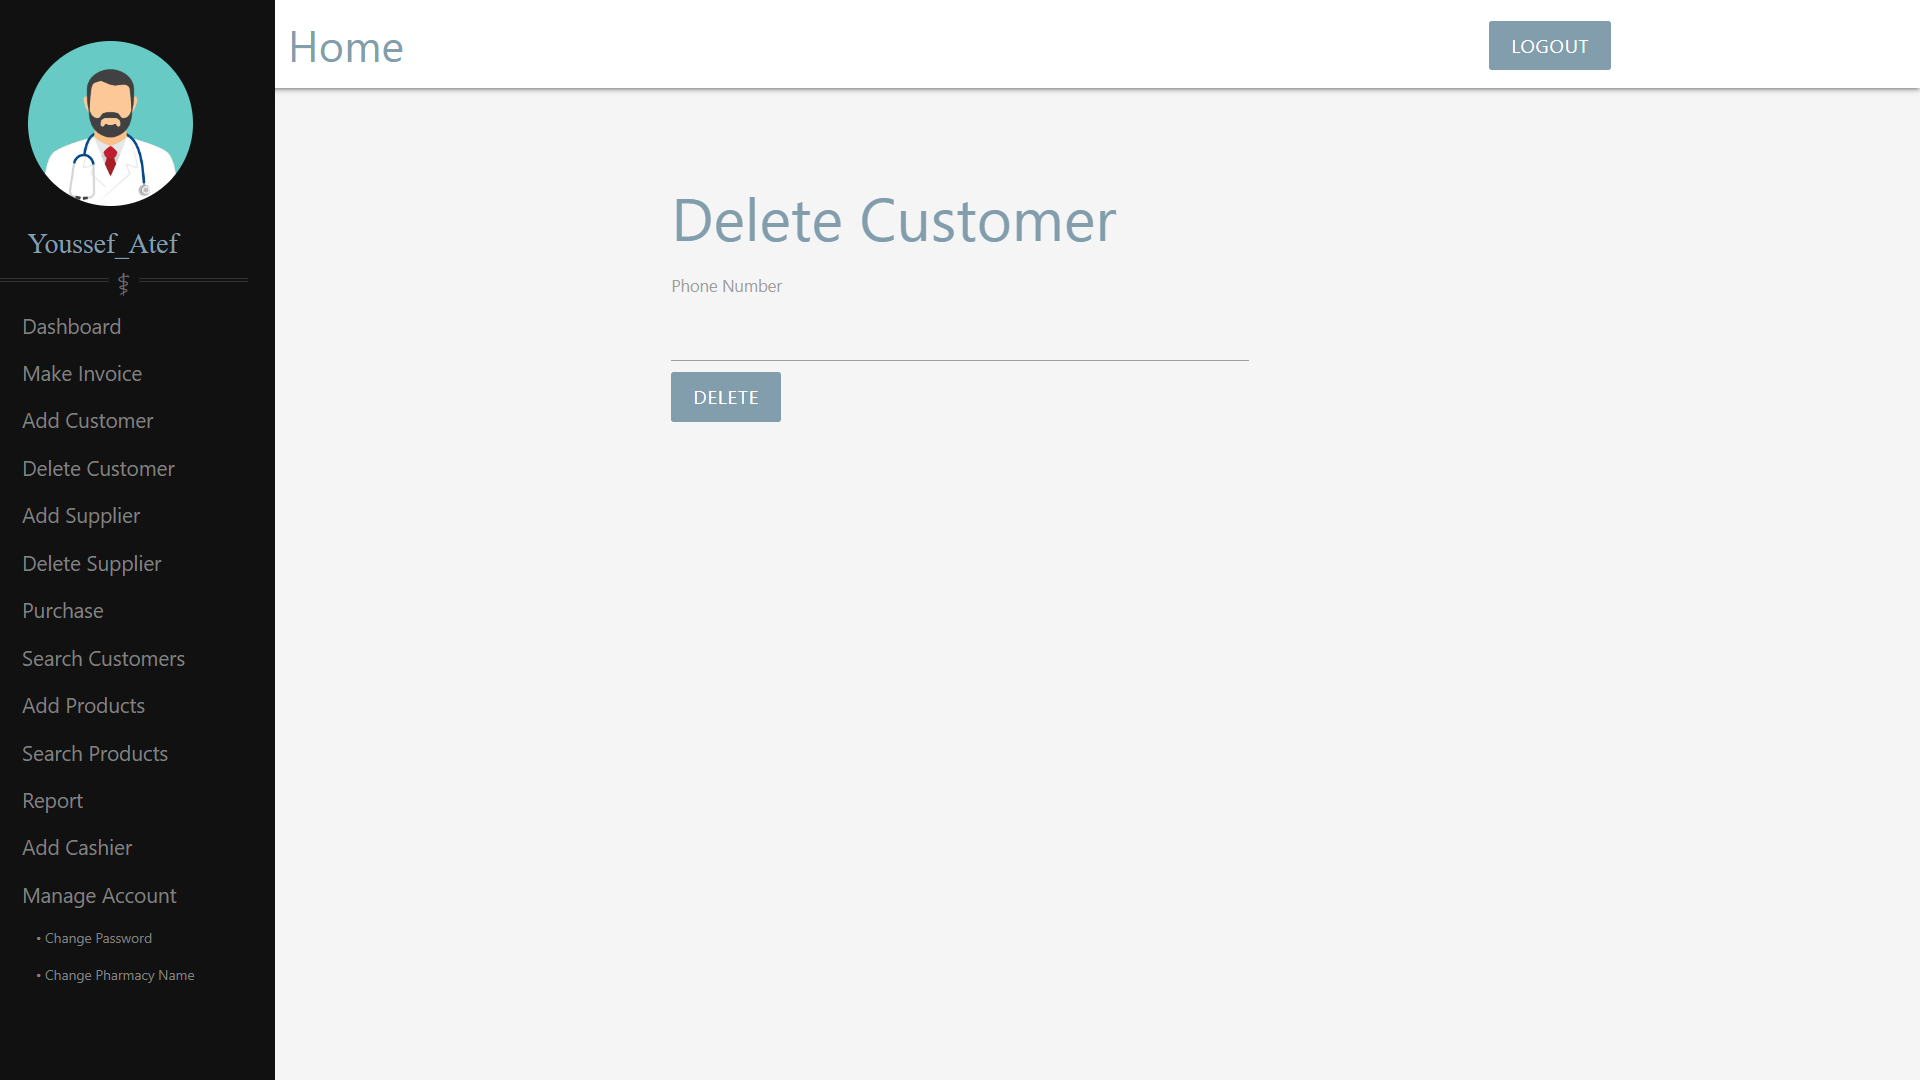 Home
LOGOUT
Youssef_Atef
Dashboard
Make Invoice
Add Customer
Delete Customer
Add Supplier
Delete Supplier
Purchase
Search Customers
Add Products
Search Products
Report
Add Cashier
Manage Account
• Change Password
• Change Pharmacy Name
Delete Customer
Phone Number
DELETE